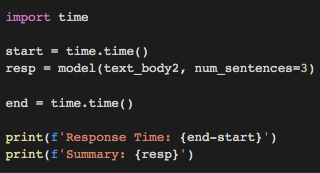 import time
start = time.time()
resp = model(text_body2, num_sentences=3)
end = time.time()
print(f'Response Time: {end-start}')
print(f'Summary: {resp}')